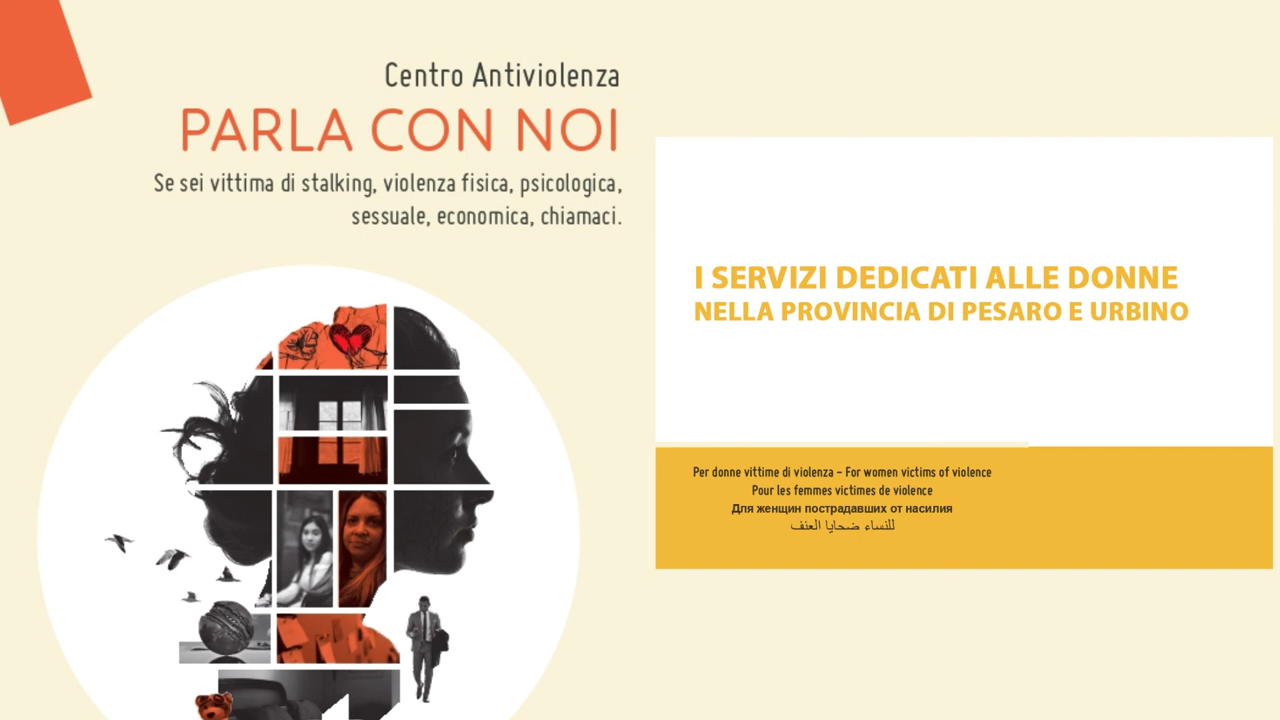 Centro Antiviolenza
PARLA CON NOI
Se sei vittima di stalking, violenza fisica, psicologica,
sessuale, economica, chiamaci.
I SERVIZI DEDICATI ALLE DONNE
NELLA PROVINCIA DI PESARO E URBINO
Per donne vittime di violenza – For women victims of violence
Pour les femmes victimes de violence
Для женщин пострадавших от насилия
للنساء ضحايا العنف